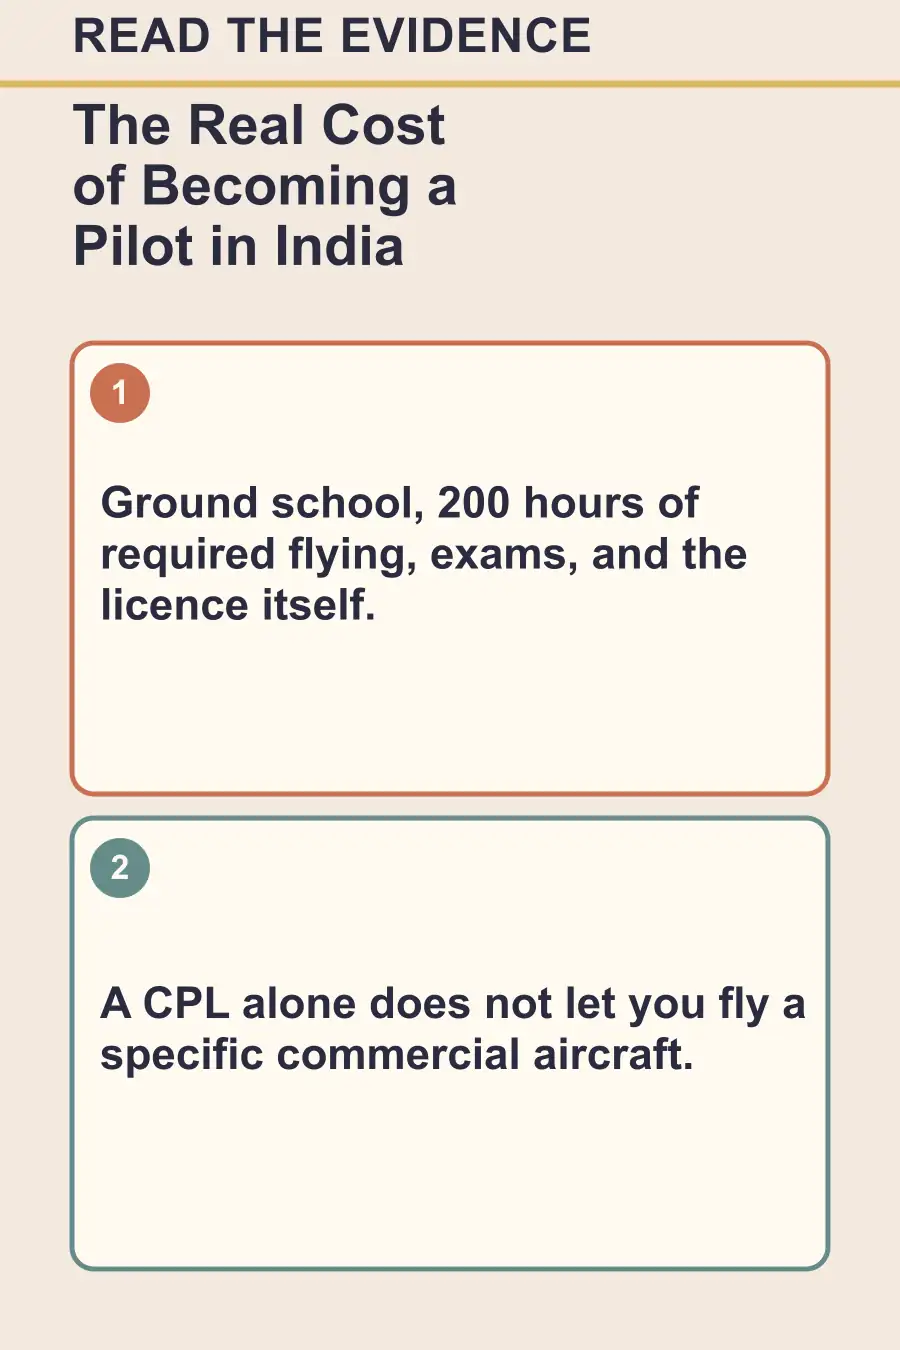 READ THE EVIDENCE
The Real Cost
of Becoming a
Pilot in India
1
Ground school, 200 hours of
required flying, exams, and the
licence itself.
2
A CPL alone does not let you fly a
specific commercial aircraft.